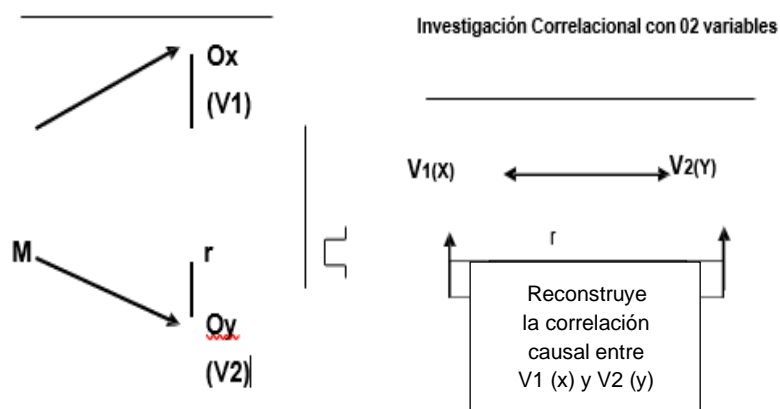 Ox
(V1)
M
r
Oy
(V2)
Investigación Correlacional con 02 variables
V1(X)
V2(Y)
r
Reconstruye
la correlación
causal entre
V1 (x) y V2 (y)